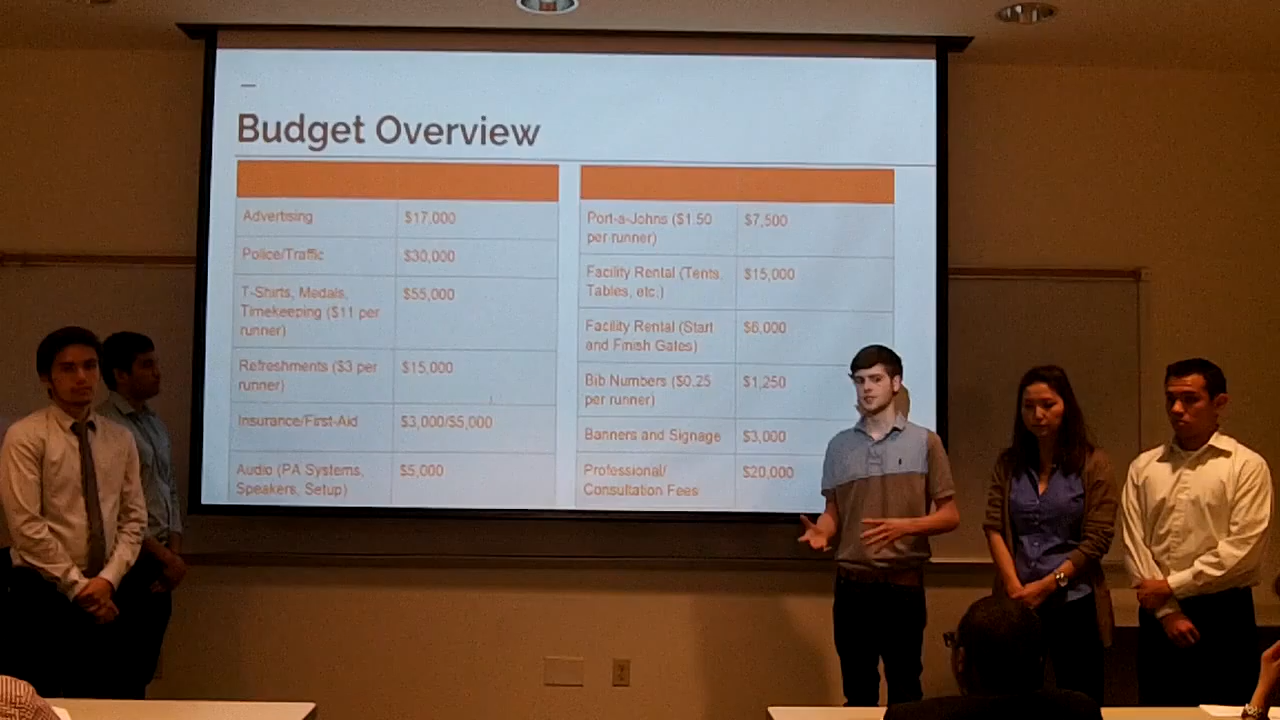 Budget Overview
Advertising $17,000
Police/Traffic $30,000
T-Shirts, Medals, $55,000
Timekeeping ($11 per
runner)
Refreshments ($3 per $15,000
runner)
Insurance/First-Aid $3,000/$5,000
Audio (PA Systems, $5,000
Speakers, Setup)
Port-a-Johns ($1.50 $7,500
per runner)
Facility Rental (Tents, $15,000
Tables, etc.)
Facility Rental (Start $6,000
and Finish Gates)
Bib Numbers ($0.25 $1,250
per runner)
Banners and Signage $3,000
Professional/ $20,000
Consultation Fees